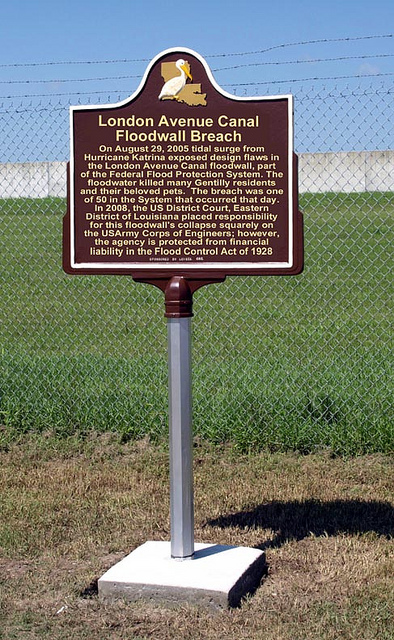 London Avenue Canal
Floodwall Breach
On August 29, 2005 tidal surge from
Hurricane Katrina exposed design flaws in
the London Avenue Canal floodwall, part
of the Federal Flood Protection System. The
floodwater killed many Gentilly residents
and their beloved pets. The breach was one
of 50 in the System that occurred that day.
In 2008, the US District Court, Eastern
District of Louisiana placed responsibility
for this floodwall's collapse squarely on
the USArmy Corps of Engineers; however,
the agency is protected from financial
liability in the Flood Control Act of 1928
SPONSORED BY LEVEES ORG